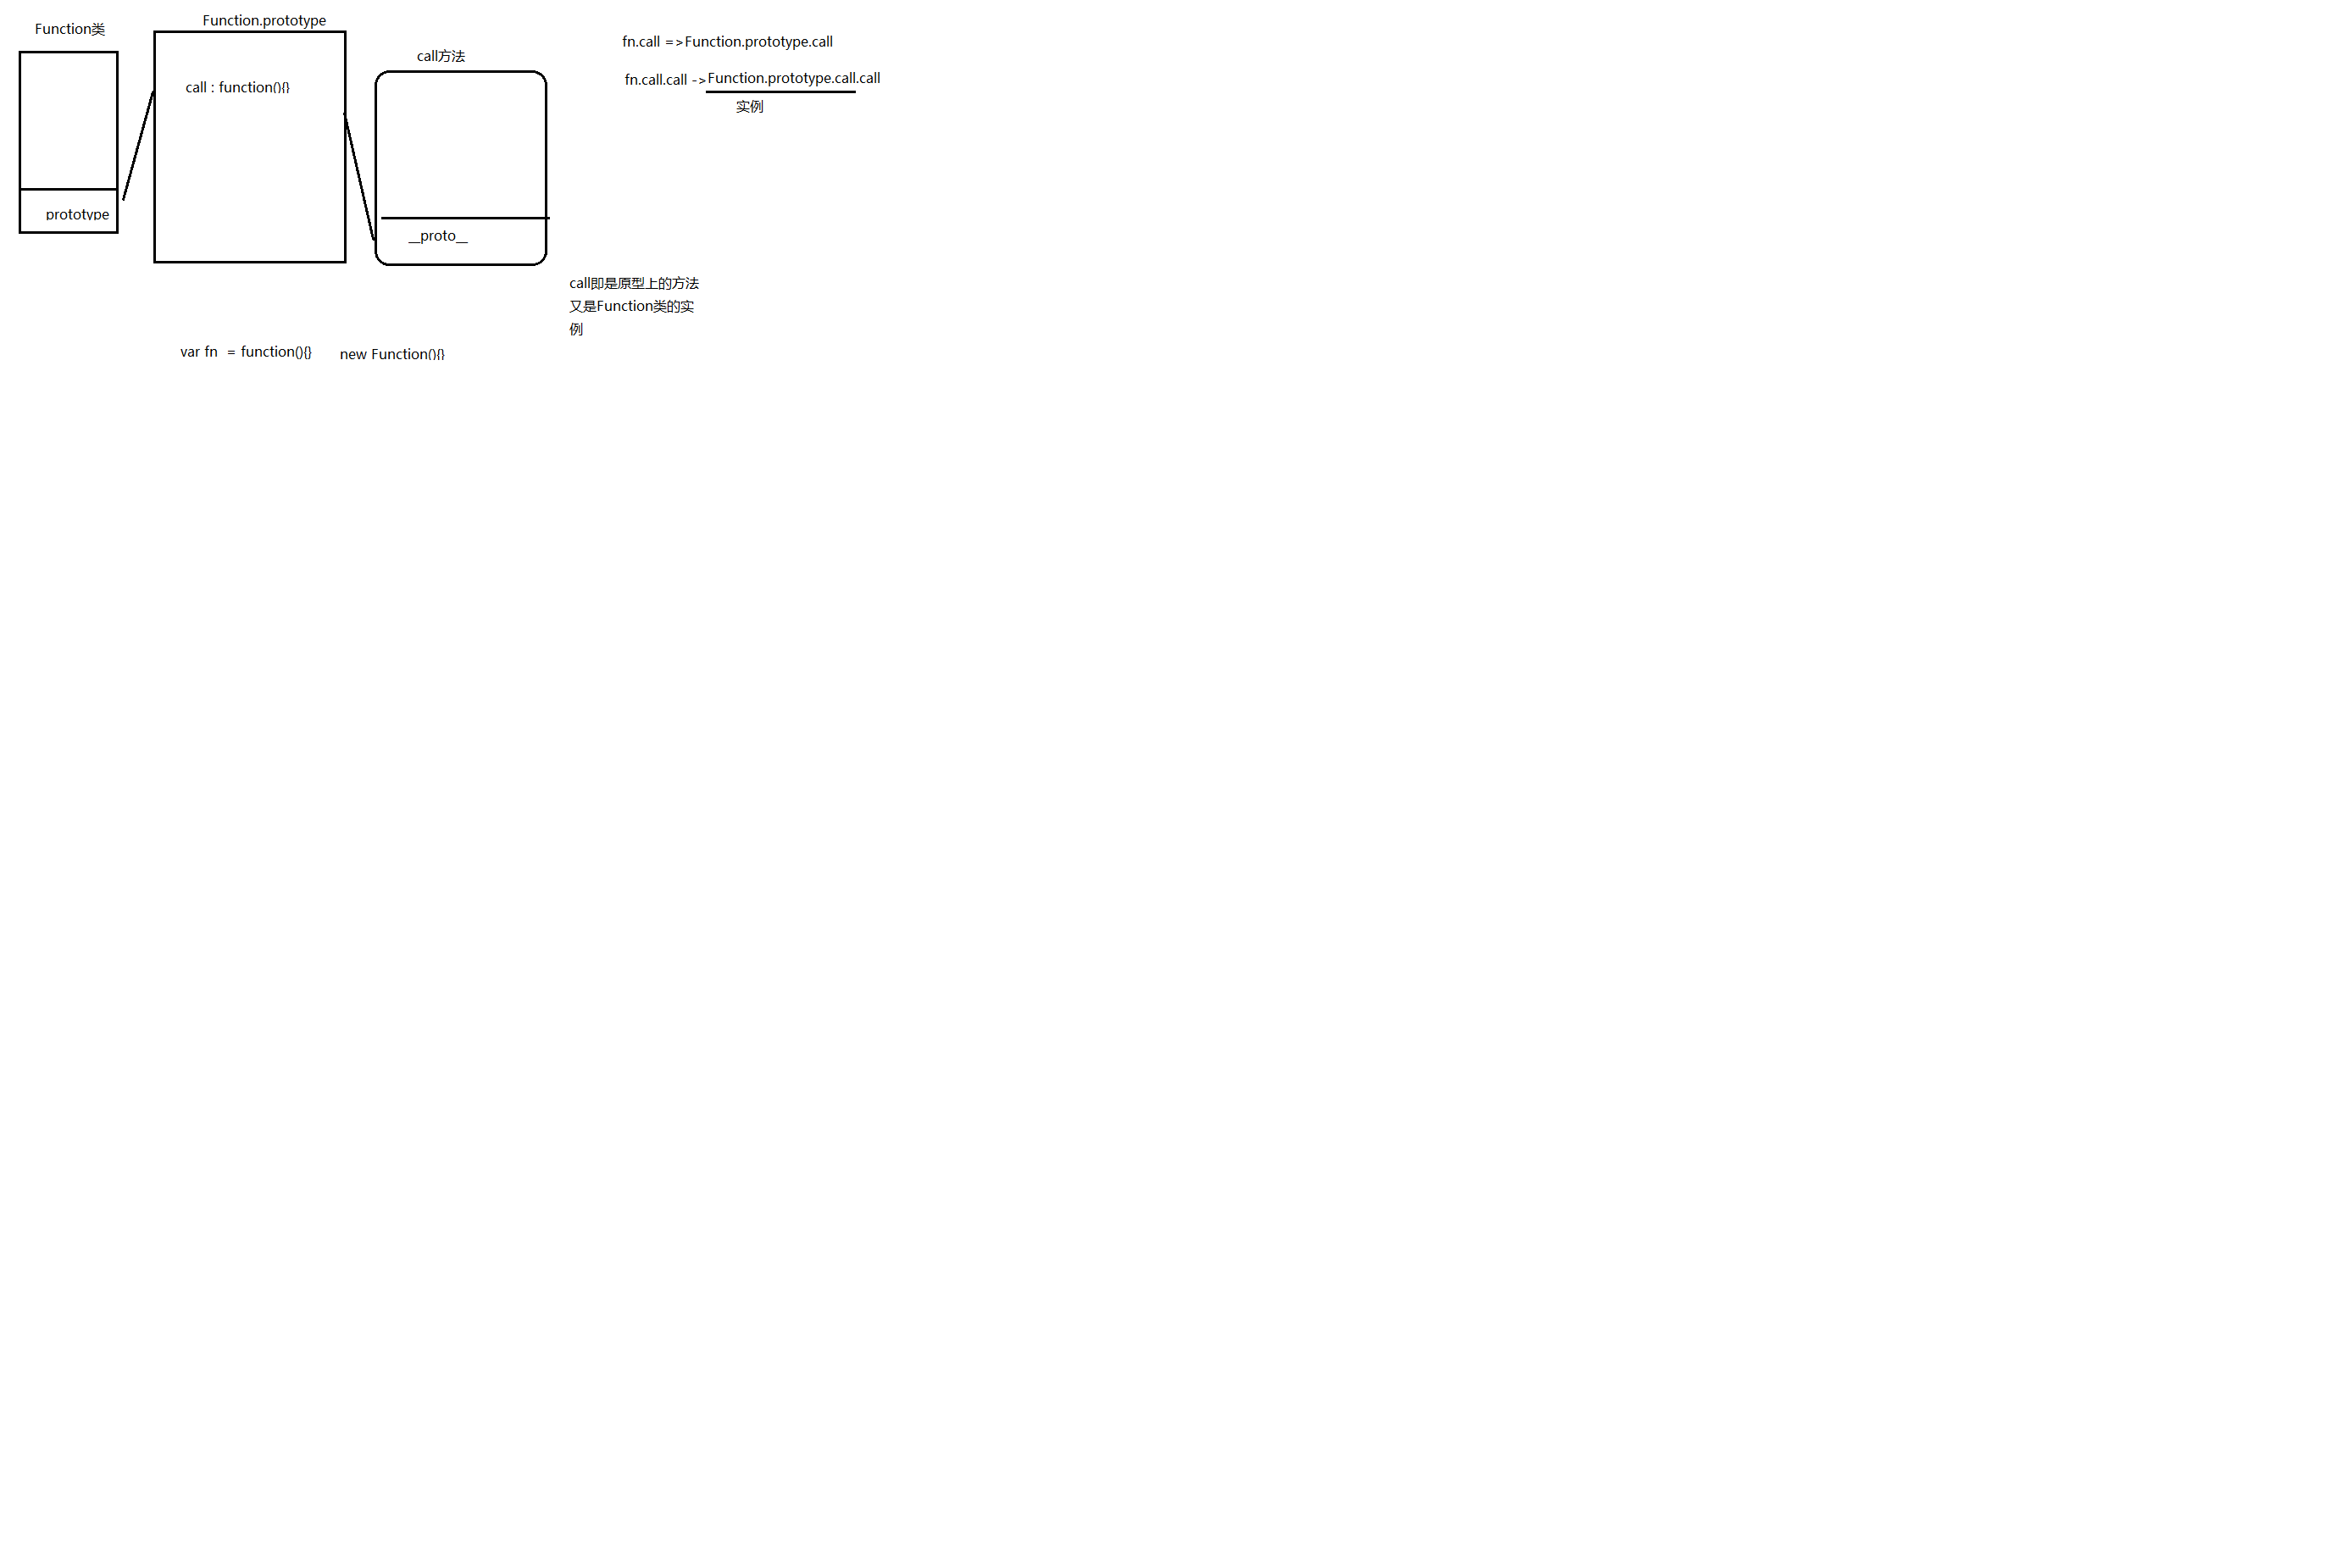 Function类
Function.prototype
call方法
call : function(){}
prototype
__proto__
fn.call =>Function.prototype.call
fn.call.call ->Function.prototype.call.call
实例
call即是原型上的方法
又是Function类的实
例
var fn  = function(){}
new Function(){}